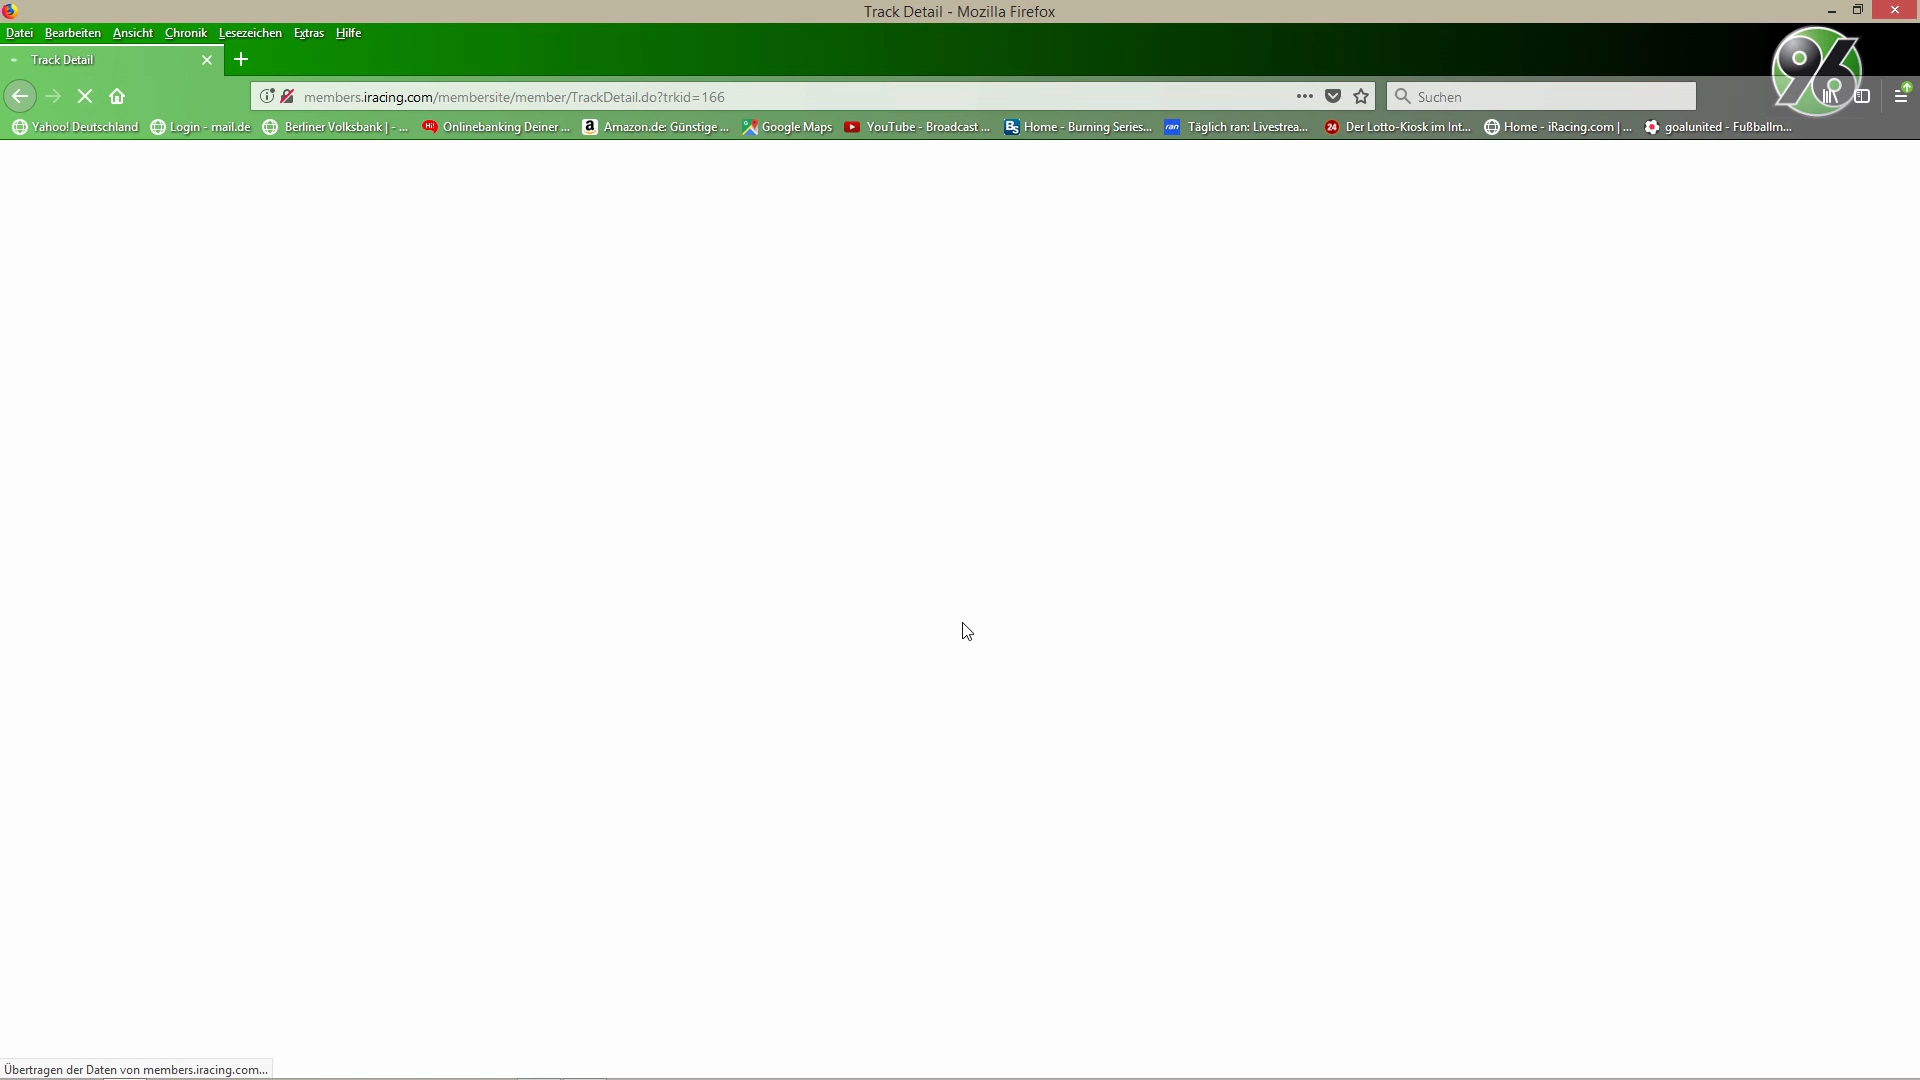 Track Detail - Mozilla Firefox
Datei Bearbeiten Ansicht Chronik Lesezeichen Extras Hilfe
Track Detail
members.iracing.com/membersite/member/TrackDetail.do?trkid=166
Suchen
96
Yahoo! Deutschland Login - mail.de Berliner Volksbank | - ... Onlinebanking Deiner ... Amazon.de: Günstige ... Google Maps YouTube - Broadcast ... Home - Burning Series... Täglich ran: Livestrea... Der Lotto-Kiosk im Int... Home - iRacing.com | ... goalunited - Fußballm...
Übertragen der Daten von members.iracing.com...